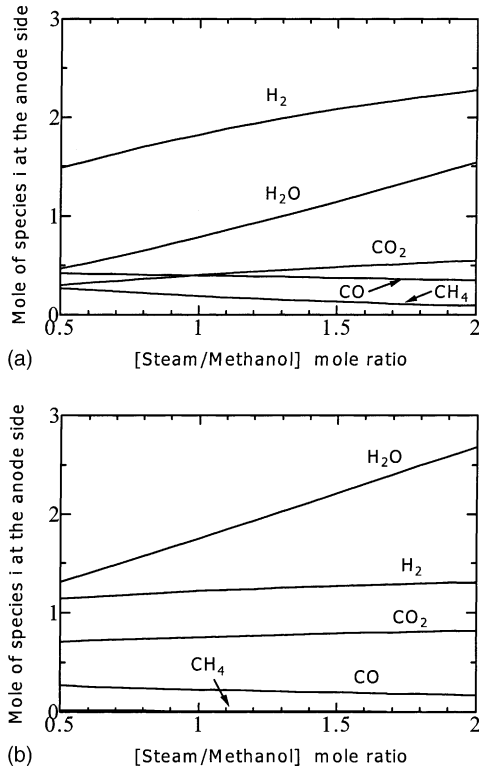 Mole of species i at the anode side
3
2
1
0
H₂
H₂O
CO₂
CO
CH₄
0.5
1
1.5
2
(a)
[Steam/Methanol] mole ratio
Mole of species i at the anode side
3
2
1
0
H₂O
H₂
CO₂
CH₄
CO
0.5
1
1.5
2
(b)
[Steam/Methanol] mole ratio